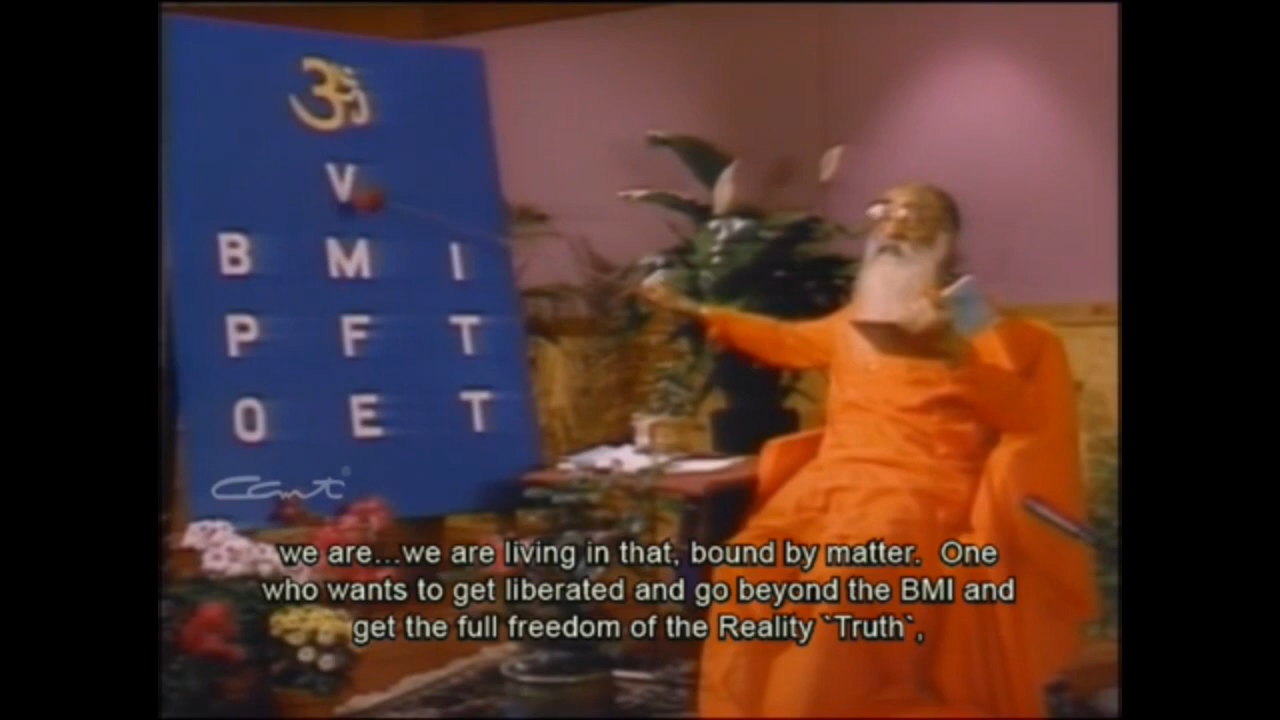 ॐ
V
B M I
P F T
O E T
we are...we are living in that, bound by matter.  One
who wants to get liberated and go beyond the BMI and
get the full freedom of the Reality `Truth`,